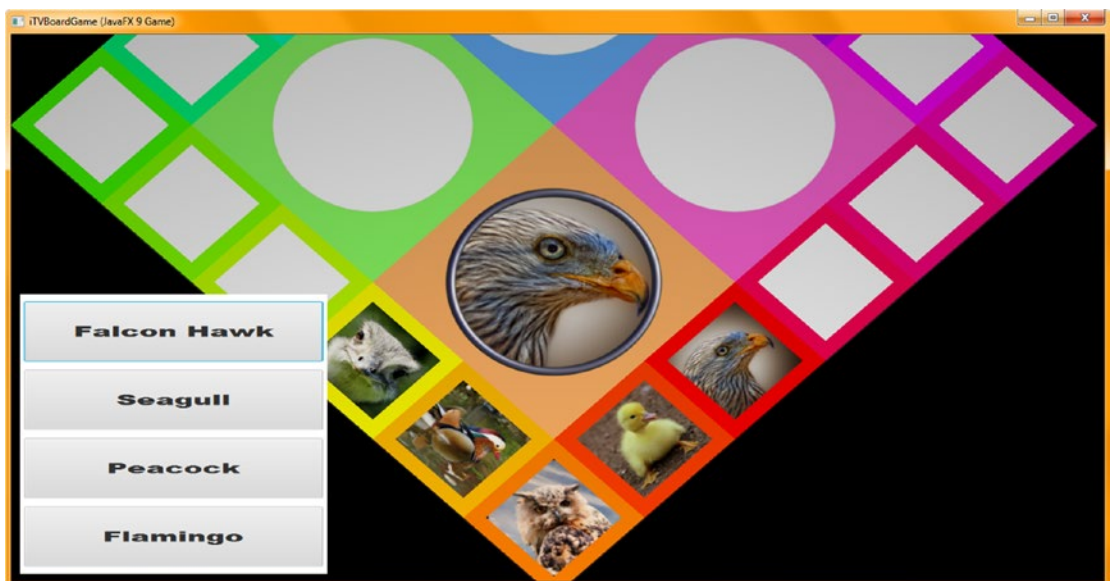 iTVBoardGame (JavaFX 9 Game)
Falcon Hawk
Seagull
Peacock
Flamingo